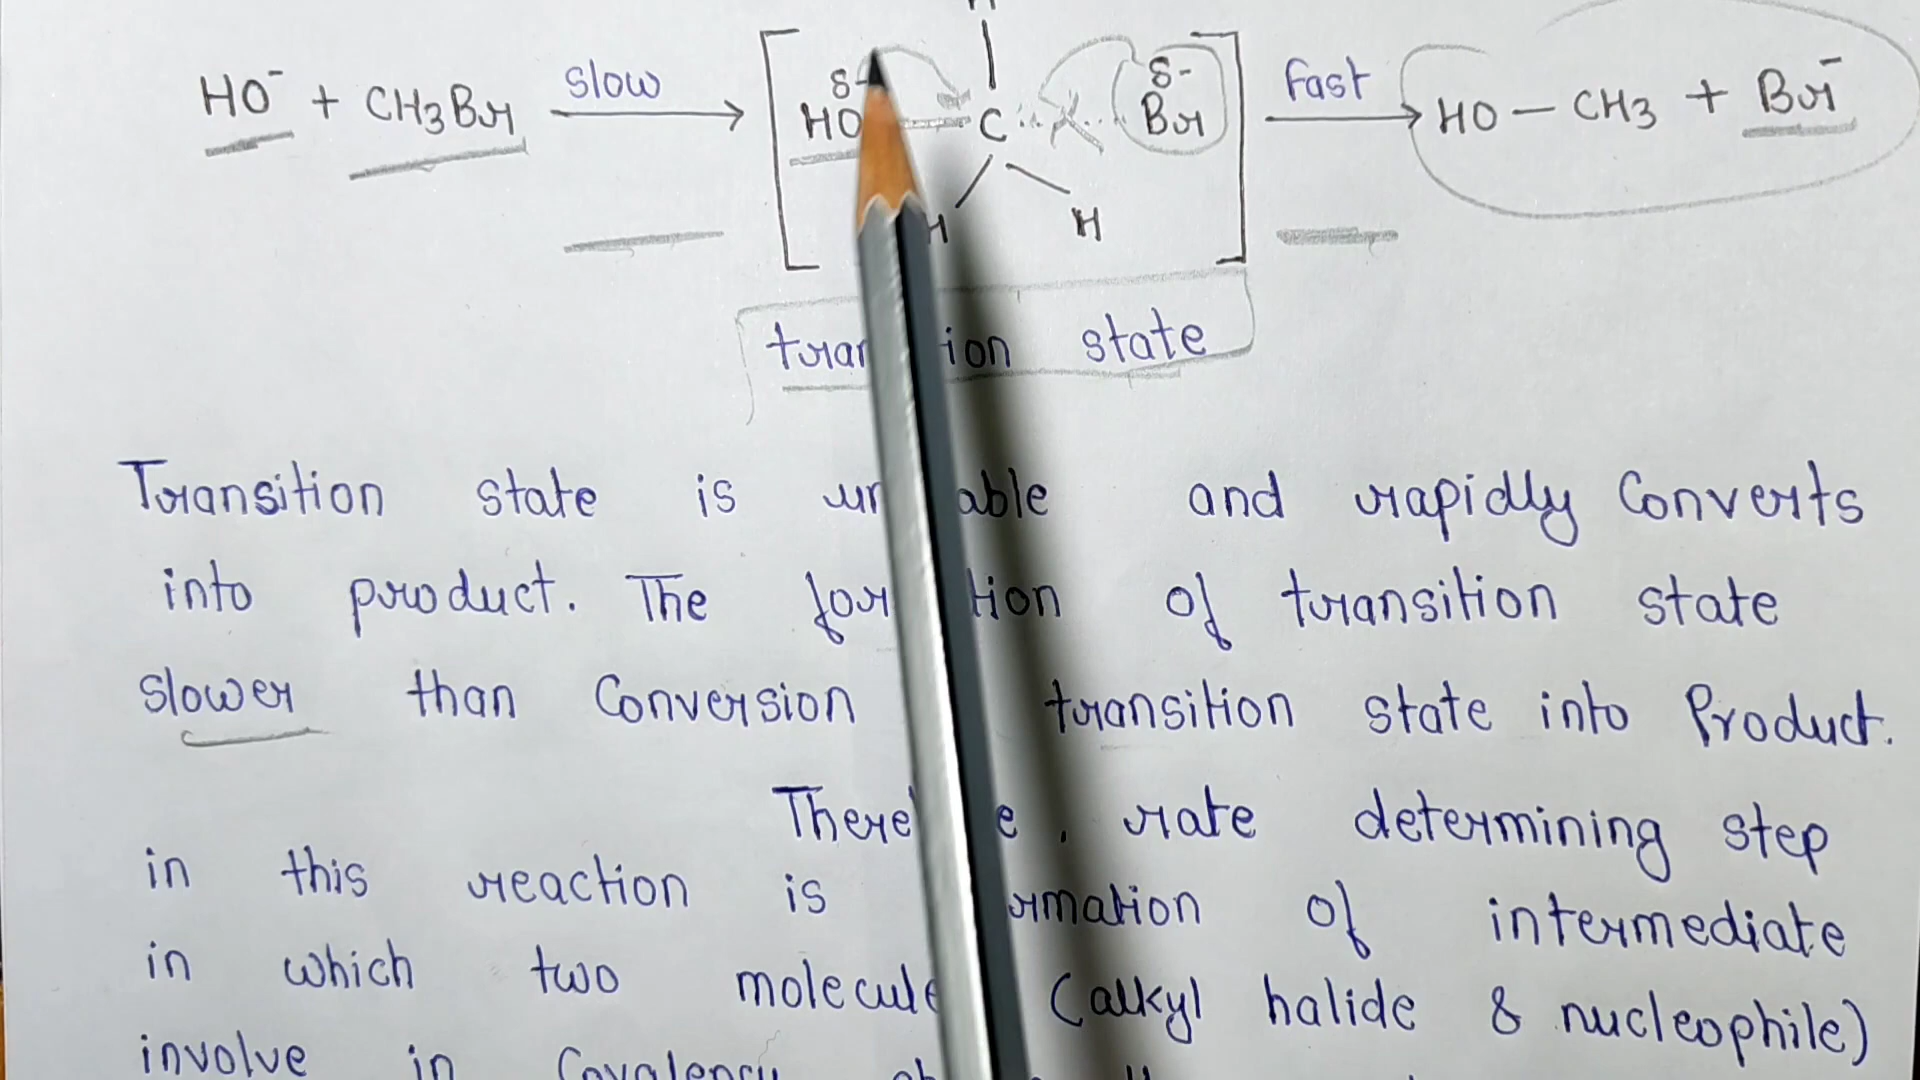 HO⁻ + CH3Br slow [ δ- HO C H H δ- Br ] Fast HO — CH3 + Br⁻
state
Transition state is and rapidly Converts
into product. The of transition state
slower than Conversion transition state into Product.
rate determining step
in this reaction is of intermediate
in which two (alkyl halide & nucleophile)
involve in